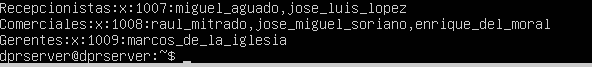 Recepcionistas:x:1007:miguel_aguado,jose_luis_lopez
Comerciales:x:1008:raul_mitrado,jose_miguel_soriano,enrique_del_moral
Gerentes:x:1009:marcos_de_la_iglesia
dprserver@dprserver:~$ _